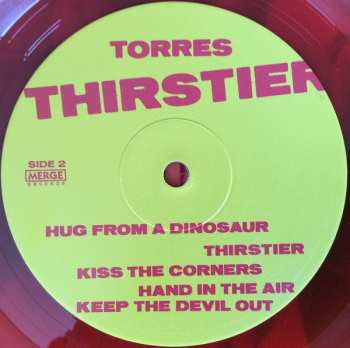 TORRES
THIRSTIER
SIDE 2
MERGE
RECORDS
HUG FROM A DINOSAUR
THIRSTIER
KISS THE CORNERS
HAND IN THE AIR
KEEP THE DEVIL OUT